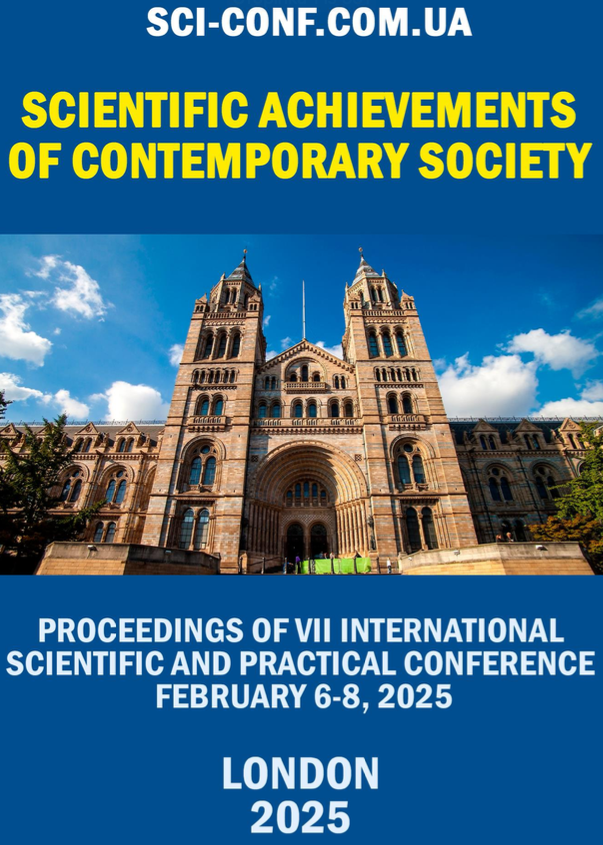 SCI-CONF.COM.UA
SCIENTIFIC ACHIEVEMENTS
OF CONTEMPORARY SOCIETY
PROCEEDINGS OF VII INTERNATIONAL
SCIENTIFIC AND PRACTICAL CONFERENCE
FEBRUARY 6-8, 2025
LONDON
2025